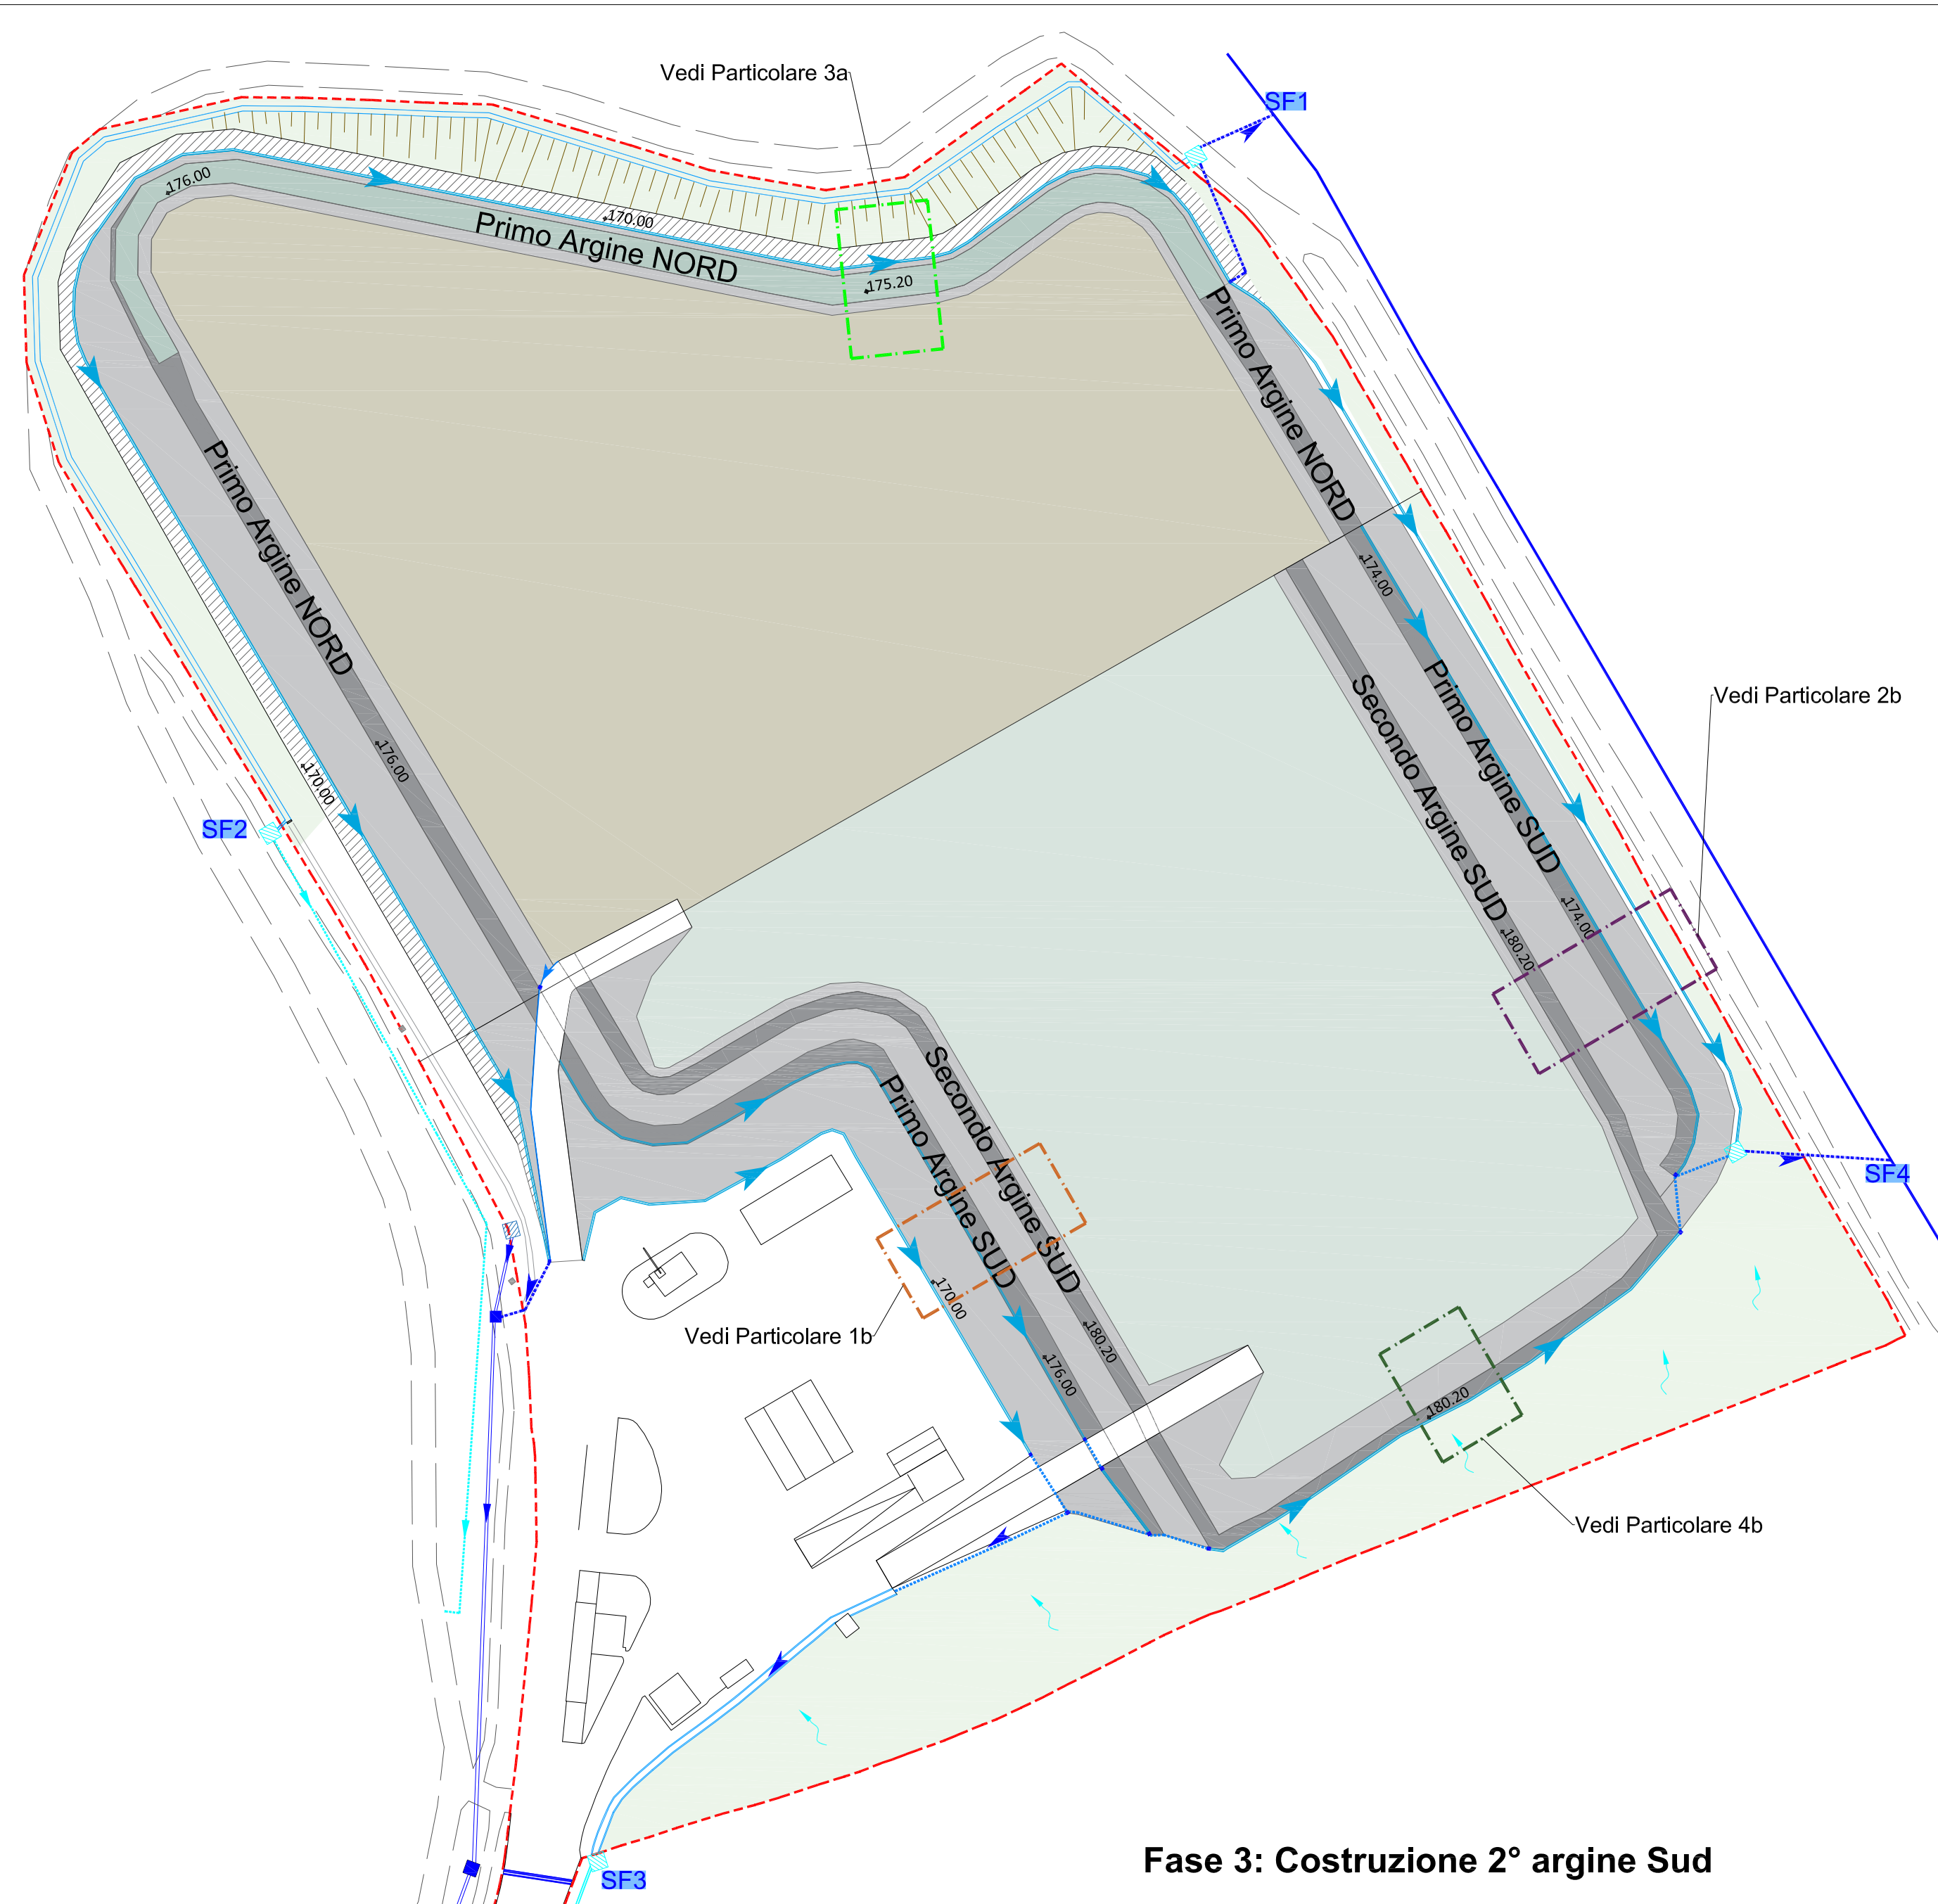 Vedi Particolare 3a
SF1
176.00
170.00
Primo Argine NORD
175.20
Primo Argine NORD
Primo Argine NORD
174.00
176.00
170.00
SF2
Vedi Particolare 2b
Primo Argine SUD
Secondo Argine SUD
174.00
180.20
Secondo Argine SUD
Primo Argine SUD
SF4
170.00
Vedi Particolare 1b
180.20
176.00
180.20
Vedi Particolare 4b
Fase 3: Costruzione 2° argine Sud
SF3